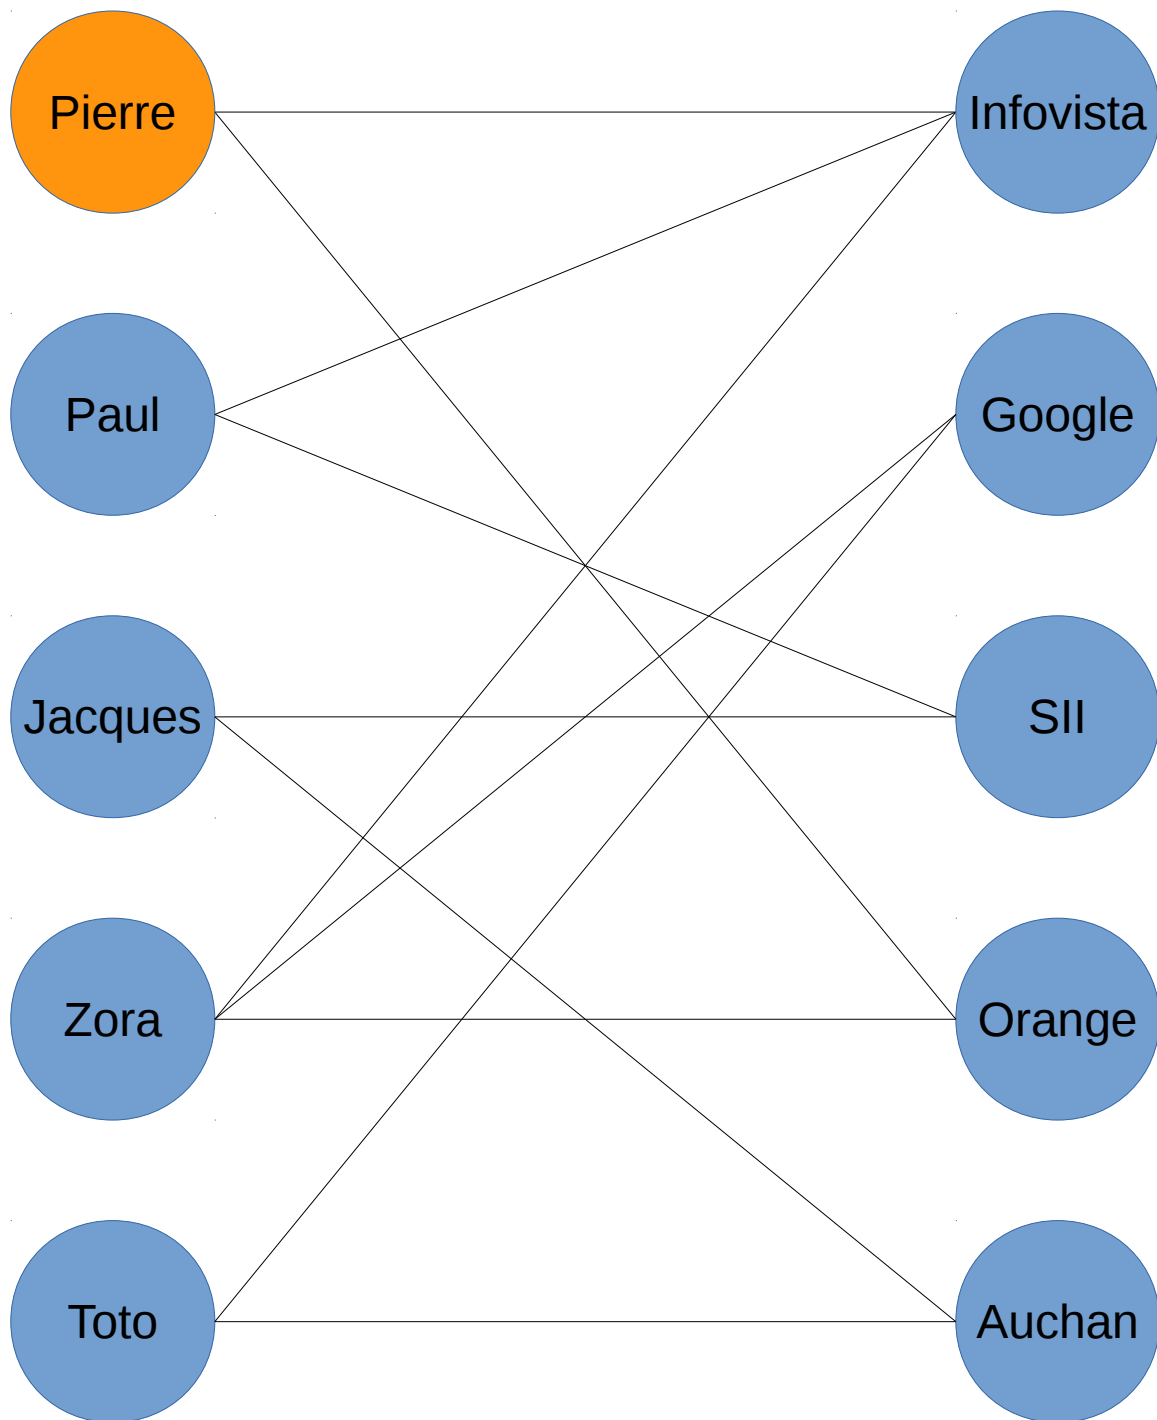 Pierre
Infovista
Paul
Google
Jacques
SII
Zora
Orange
Toto
Auchan